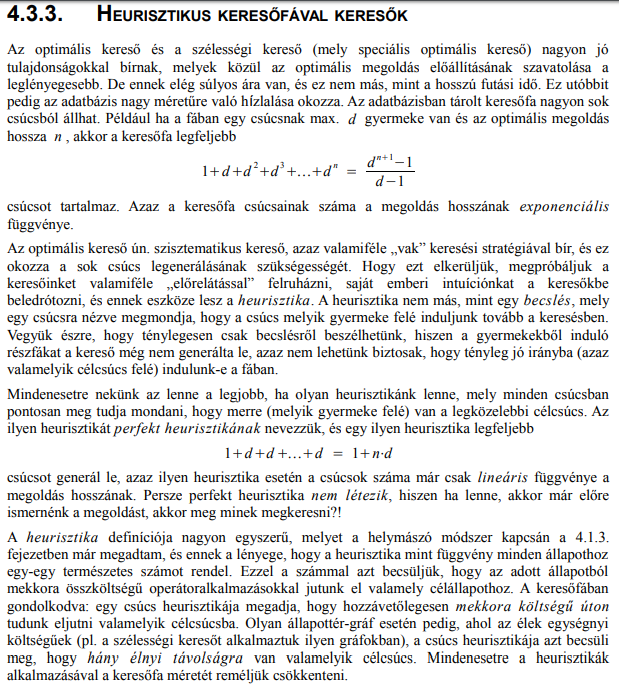 4.3.3. HEURISZTIKUS KERESŐFÁVAL KERESŐK
Az optimális kereső és a szélességi kereső (mely speciális optimális kereső) nagyon jó
tulajdonságokkal bírnak, melyek közül az optimális megoldás előállításának szavatolása a
leglényegesebb. De ennek elég súlyos ára van, és ez nem más, mint a hosszú futási idő. Ez utóbbit
pedig az adatbázis nagy méretűre való hízlalása okozza. Az adatbázisban tárolt keresőfa nagyon sok
csúcsból állhat. Például ha a fában egy csúcsnak max. d gyermeke van és az optimális megoldás
hossza n , akkor a keresőfa legfeljebb
1+d+d²+d³+...+dⁿ = (dⁿ⁺¹−1)/(d−1)
csúcsot tartalmaz. Azaz a keresőfa csúcsainak száma a megoldás hosszának exponenciális
függvénye.
Az optimális kereső ún. szisztematikus kereső, azaz valamiféle „vak” keresési stratégiával bír, és ez
okozza a sok csúcs legenerálásának szükségességét. Hogy ezt elkerüljük, megpróbáljuk a
keresőinket valamiféle „előrelátással” felruházni, saját emberi intuíciónkat a keresőkbe
beledrótozni, és ennek eszköze lesz a heurisztika. A heurisztika nem más, mint egy becslés, mely
egy csúcsra nézve megmondja, hogy a csúcs melyik gyermeke felé induljunk tovább a keresésben.
Vegyük észre, hogy ténylegesen csak becslésről beszélhetünk, hiszen a gyermekekből induló
részfákat a kereső még nem generálta le, azaz nem lehetünk biztosak, hogy tényleg jó irányba (azaz
valamelyik célcsúcs felé) indulunk-e a fában.
Mindenesetre nekünk az lenne a legjobb, ha olyan heurisztikánk lenne, mely minden csúcsban
pontosan meg tudja mondani, hogy merre (melyik gyermeke felé) van a legközelebbi célcsúcs. Az
ilyen heurisztikát perfekt heurisztikának nevezzük, és egy ilyen heurisztika legfeljebb
1+d+d+...+d = 1+n·d
csúcsot generál le, azaz ilyen heurisztika esetén a csúcsok száma már csak lineáris függvénye a
megoldás hosszának. Persze perfekt heurisztika nem létezik, hiszen ha lenne, akkor már előre
ismernénk a megoldást, akkor meg minek megkeresni?!
A heurisztika definíciója nagyon egyszerű, melyet a helymászó módszer kapcsán a 4.1.3.
fejezetben már megadtam, és ennek a lényege, hogy a heurisztika mint függvény minden állapothoz
egy-egy természetes számot rendel. Ezzel a számmal azt becsüljük, hogy az adott állapotból
mekkora összköltségű operátoralkalmazásokkal jutunk el valamely célállapothoz. A keresőfában
gondolkodva: egy csúcs heurisztikája megadja, hogy hozzávetőlegesen mekkora költségű úton
tudunk eljutni valamelyik célcsúcsba. Olyan állapottér-gráf esetén pedig, ahol az élek egységnyi
költségűek (pl. a szélességi keresőt alkalmaztuk ilyen gráfokban), a csúcs heurisztikája azt becsüli
meg, hogy hány élnyi távolságra van valamelyik célcsúcs. Mindenesetre a heurisztikák
alkalmazásával a keresőfa méretét reméljük csökkenteni.